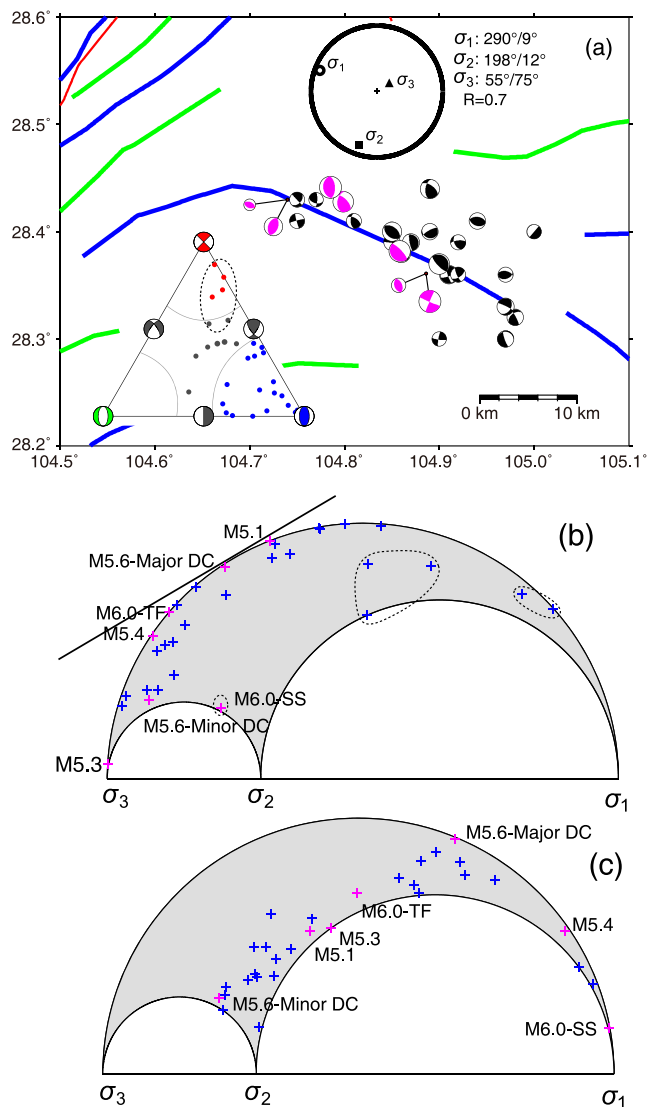 28.6°
28.5°
28.4°
28.3°
28.2°
104.5° 104.6° 104.7° 104.8° 104.9° 105.0° 105.1°
(a)
σ1
σ2
σ3
σ1: 290°/9°
σ2: 198°/12°
σ3: 55°/75°
R=0.7
0 km 10 km
(b)
M5.1
M5.6-Major DC
M6.0-TF
M5.4
M6.0-SS
M5.6-Minor DC
M5.3
σ3 σ2 σ1
(c)
M5.6-Major DC
M6.0-TF
M5.4
M5.3
M5.1
M5.6-Minor DC
M6.0-SS
σ3 σ2 σ1